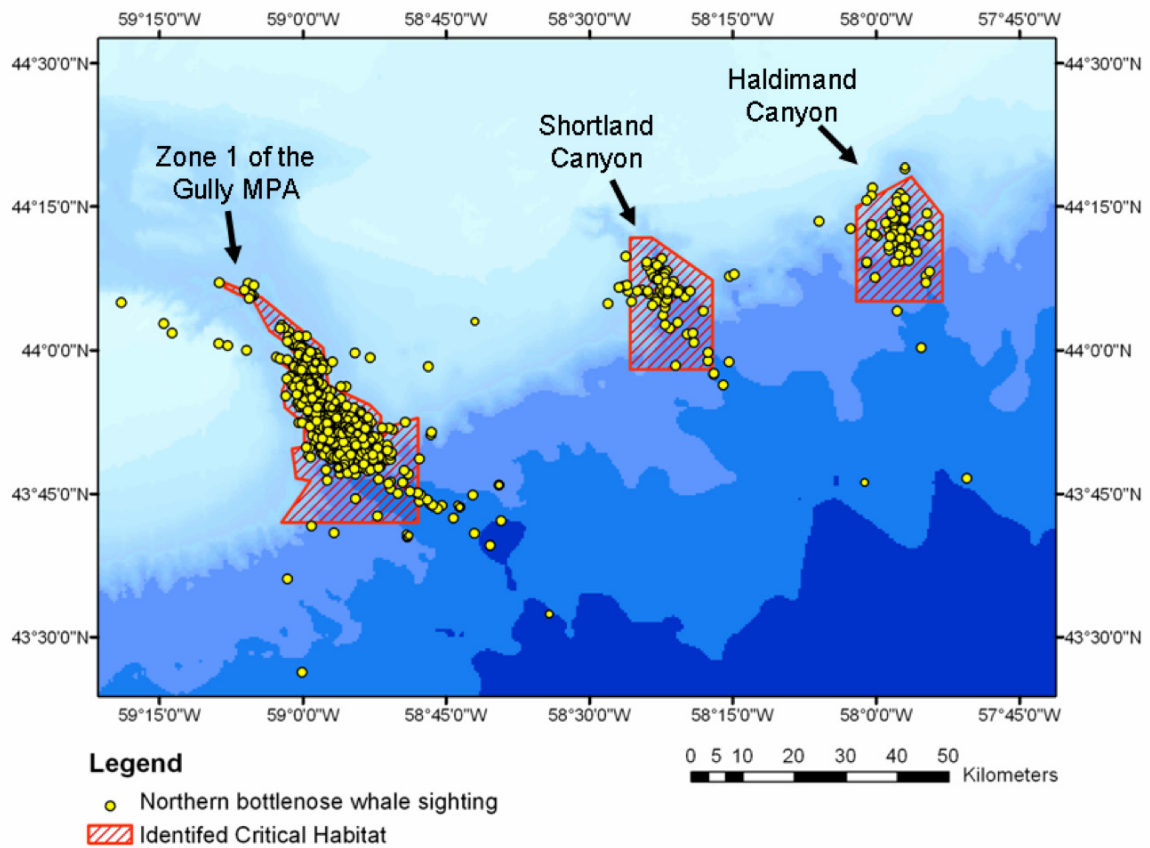 59°15'0"W 59°0'0"W 58°45'0"W 58°30'0"W 58°15'0"W 58°0'0"W 57°45'0"W
44°30'0"N 44°30'0"N
Haldimand
Canyon
Shortland
Canyon
Zone 1 of the
Gully MPA
44°15'0"N 44°15'0"N
44°0'0"N 44°0'0"N
43°45'0"N 43°45'0"N
43°30'0"N 43°30'0"N
59°15'0"W 59°0'0"W 58°45'0"W 58°30'0"W 58°15'0"W 58°0'0"W 57°45'0"W
Legend
Northern bottlenose whale sighting
Identifed Critical Habitat
0 5 10 20 30 40 50
Kilometers